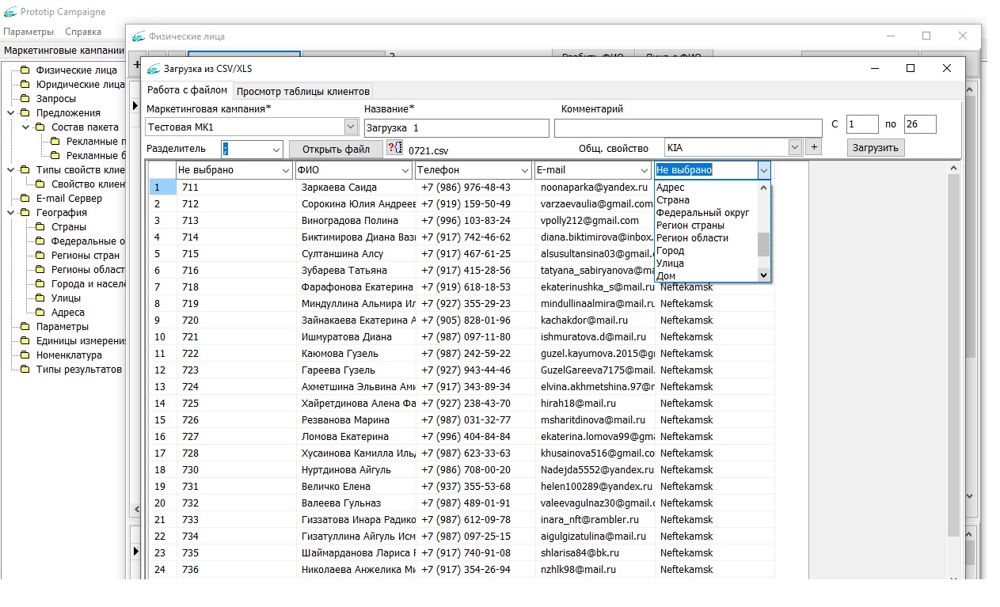 Prototip Campaigne
Параметры Справка
Маркетинговые кампании
Физические лица
Юридические лица
Запросы
Предложения
Состав пакета
Рекламные
Рекламные
Типы свойств
Свойство
E-mail Сервер
География
Страны
Федеральные
Регионы стран
Регионы
Города и
Улицы
Адреса
Параметры
Единицы
Номенклатура
Типы результатов
Физические лица
Загрузка из CSV/XLS
Работа с файлом Просмотр таблицы клиентов
Маркетинговая кампания* Название* Комментарий
Тестовая МК1 Загрузка 1 С 1 по 26
Разделитель ; Открыть файл ?{} 0721.csv Общ. свойство KIA + Загрузить
Не выбрано ФИО Телефон E-mail Не выбрано
Адрес
Страна
Федеральный округ
Регион страны
Регион области
Город
Улица
Дом
1 711 Заркаева Саида +7 (986) 976-48-43 noonaparka@yandex.ru
2 712 Сорокина Юлия +7 (919) 159-50-49 varzaevaulia@gmail.com
3 713 Виноградова Полина +7 (996) 103-83-24 vpolly212@gmail.com
4 714 Биктимирова Диана +7 (917) 742-46-62 diana.biktimirova@inbox.
5 715 Султаншина Алсу +7 (917) 467-61-25 alsusultansina03@gmail.
6 716 Зубарева Татьяна +7 (917) 415-28-56 tatyana_sabiryanova@
7 718 Фарафонова Екатерина +7 (919) 618-18-53 ekaterinushka_s@mail.ru Neftekamsk
8 719 Миндуллина Альмира +7 (927) 355-29-23 mindullinaalmira@mail.ru Neftekamsk
9 720 Зайнакаева Екатерина +7 (905) 828-01-96 kachakdor@mail.ru Neftekamsk
10 721 Ишмуратова Диана +7 (987) 097-11-80 ishmuratova.d@mail.ru Neftekamsk
11 722 Каюмова Гузель +7 (987) 242-59-22 guzel.kayumova.2015@ Neftekamsk
12 723 Гареева Гузель +7 (927) 943-44-46 GuzelGareeva7175@mail. Neftekamsk
13 724 Ахметшина Эльвина +7 (917) 343-89-34 elvina.akhmetshina.97@ Neftekamsk
14 725 Хайретдинова Алена +7 (927) 238-43-70 hirah18@mail.ru Neftekamsk
15 726 Резванова Марина +7 (987) 031-32-77 msharitdinova@mail.ru Neftekamsk
16 727 Ломова Екатерина +7 (996) 404-84-84 ekaterina.lomova99@ Neftekamsk
17 728 Хусаинова Камилла +7 (987) 623-33-63 khusainova516@gmail.co Neftekamsk
18 730 Нуртдинова Айгуль +7 (986) 708-00-20 Nadejda5552@yandex.ru Neftekamsk
19 731 Величко Елена +7 (937) 355-53-68 helen100289@yandex.ru Neftekamsk
20 732 Валеева Гульназ +7 (987) 489-01-91 valeevagulnaz30@gmail. Neftekamsk
21 733 Гиззатова Инара +7 (987) 612-09-78 inara_nft@rambler.ru Neftekamsk
22 734 Гизатуллина Айгуль +7 (987) 097-25-15 aigulgizatulina@mail.ru Neftekamsk
23 735 Шаймарданова Лариса +7 (917) 740-91-08 shlarisa84@bk.ru Neftekamsk
24 736 Николаева Анжелика +7 (917) 354-26-94 nzhlk98@mail.ru Neftekamsk